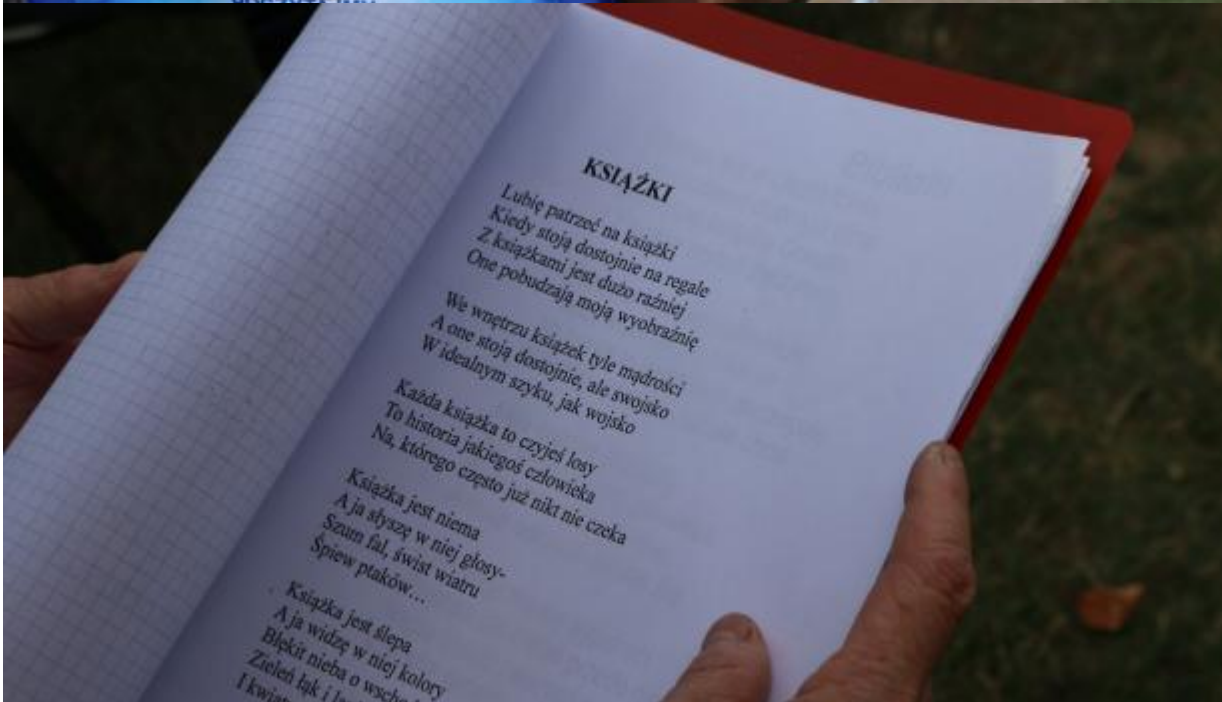 KSIĄŻKI
Lubię patrzeć na książki
Kiedy stoją dostojnie na regale
Z książkami jest dużo raźniej
One pobudzają moją wyobraźnię
We wnętrzu książek tyle mądrości
A one stoją dostojnie, ale swojsko
W idealnym szyku, jak wojsko
Każda książka to czyjeś losy
To historia jakiegoś człowieka
Na, którego często już nikt nie czeka
Książka jest niema
A ja słyszę w niej głosy-
Szum fal, świst wiatru
Śpiew ptaków...
Książka jest ślepa
A ja widzę w niej kolory
Błękit nieba o
Zieleń łąk i
I